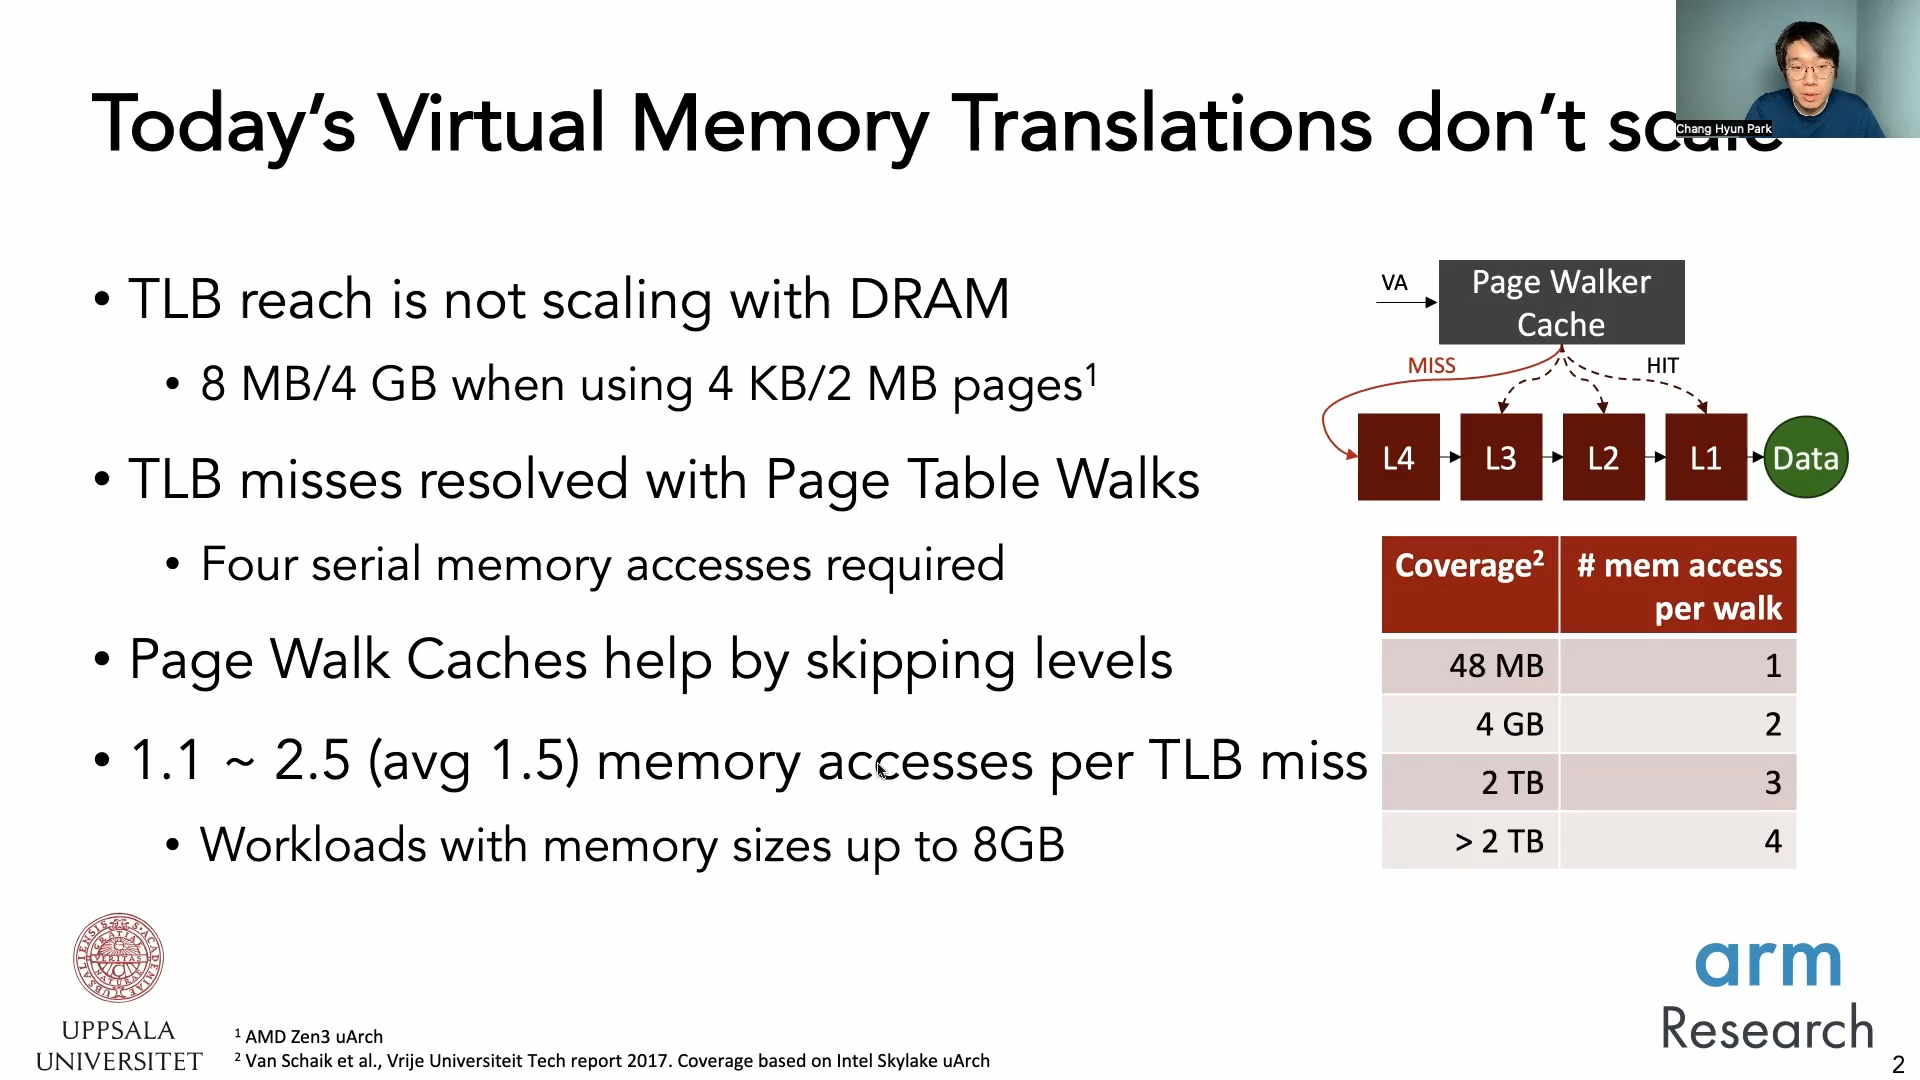 Today's Virtual Memory Translations don't scale
Chang Hyun Park
• TLB reach is not scaling with DRAM
• 8 MB/4 GB when using 4 KB/2 MB pages¹
• TLB misses resolved with Page Table Walks
• Four serial memory accesses required
• Page Walk Caches help by skipping levels
• 1.1 ~ 2.5 (avg 1.5) memory accesses per TLB miss
• Workloads with memory sizes up to 8GB
VA
Page Walker
Cache
MISS
HIT
L4 L3 L2 L1 Data
Coverage² # mem access
per walk
48 MB 1
4 GB 2
2 TB 3
> 2 TB 4
UPPSALA
UNIVERSITET
¹ AMD Zen3 uArch
² Van Schaik et al., Vrije Universiteit Tech report 2017. Coverage based on Intel Skylake uArch
arm
Research
2